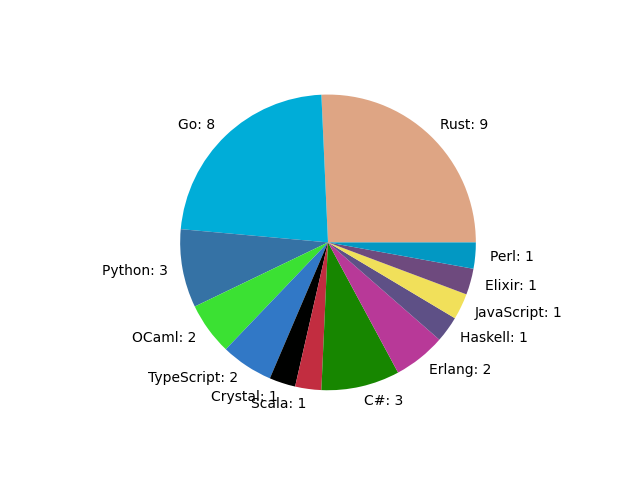 Rust: 9
Go: 8
Python: 3
OCaml: 2
TypeScript: 2
Crystal: 1
Scala: 1
C#: 3
Erlang: 2
Haskell: 1
JavaScript: 1
Elixir: 1
Perl: 1